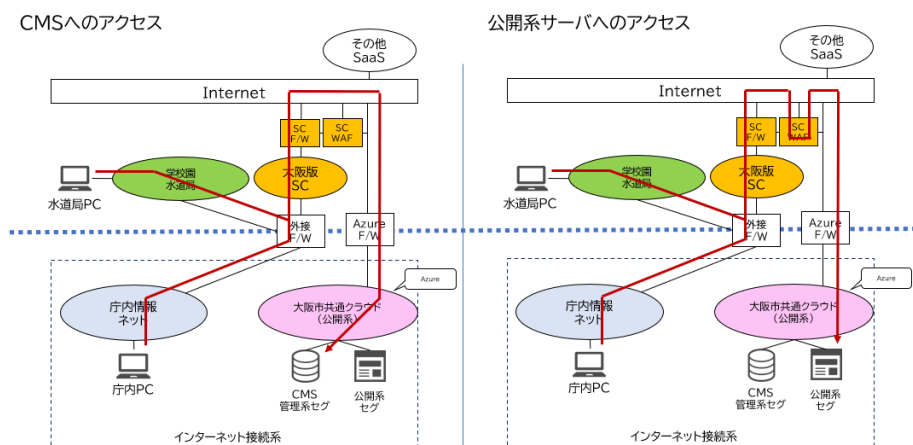 CMSへのアクセス
その他
SaaS
Internet
SC
F/W
SC
WAF
学校園
水道局
大阪版
SC
水道局PC
外接
F/W
Azure
F/W
Azure
庁内情報
ネット
大阪市共通クラウド
(公開系)
庁内PC
CMS
管理系セグ
公開系
セグ
インターネット接続系
公開系サーバへのアクセス
その他
SaaS
Internet
SC
F/W
SC
WAF
学校園
水道局
大阪版
SC
水道局PC
外接
F/W
Azure
F/W
Azure
庁内情報
ネット
大阪市共通クラウド
(公開系)
庁内PC
CMS
管理系セグ
公開系
セグ
インターネット接続系